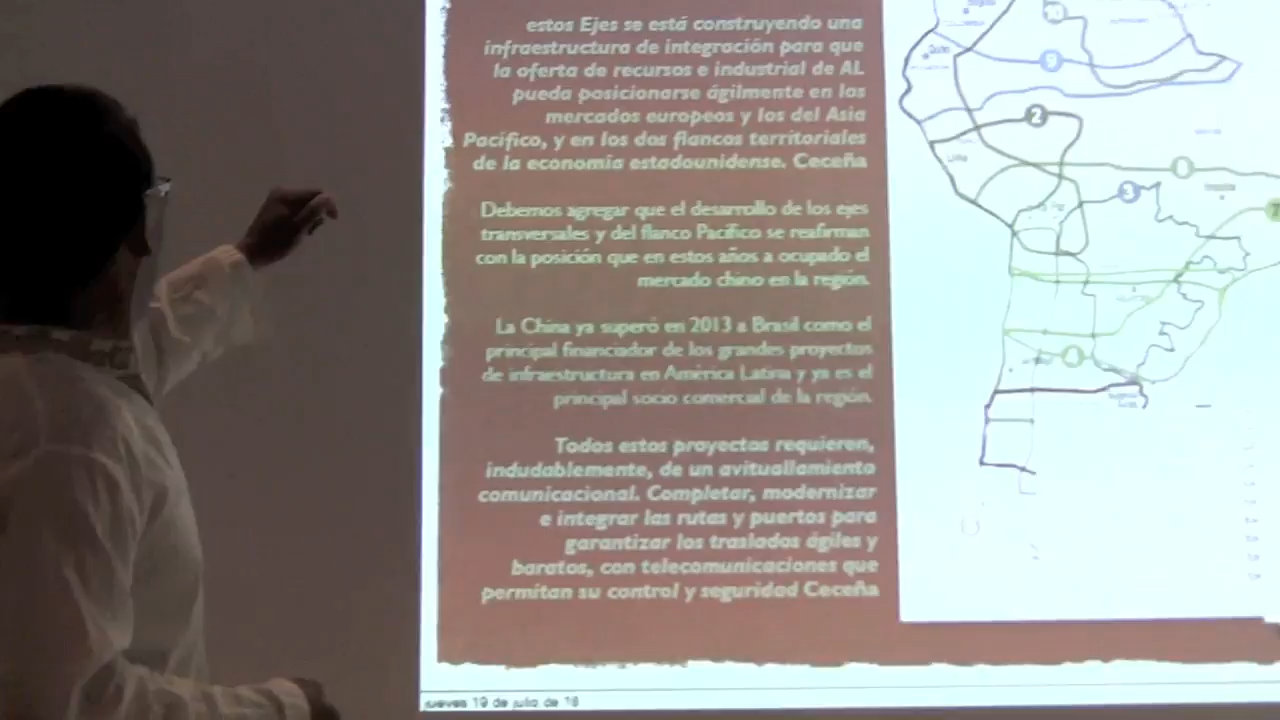 estos Ejes se está construyendo una
infraestructura de integración para que
la oferta de recursos e industrial de AL
pueda posicionarse ágilmente en los
mercados europeos y los del Asia
Pacífico, y en los dos flancos territoriales
de la economía estadounidense. Ceceña
Debemos agregar que el desarrollo de los ejes
transversales y del flanco Pacífico se reafirman
con la posición que en estos años a ocupado el
mercado chino en la región.
La China ya superó en 2013 a Brasil como el
principal financiador de los grandes proyectos
de infraestructura en América Latina y ya es el
principal socio comercial de la región.
Todos estos proyectos requieren,
indudablemente, de un avituallamiento
comunicacional. Completar, modernizar
e integrar las rutas y puertos para
garantizar los traslados ágiles y
baratos, con telecomunicaciones que
permitan su control y seguridad Ceceña
Quito
2
3
4
jueves 19 de julio de 18